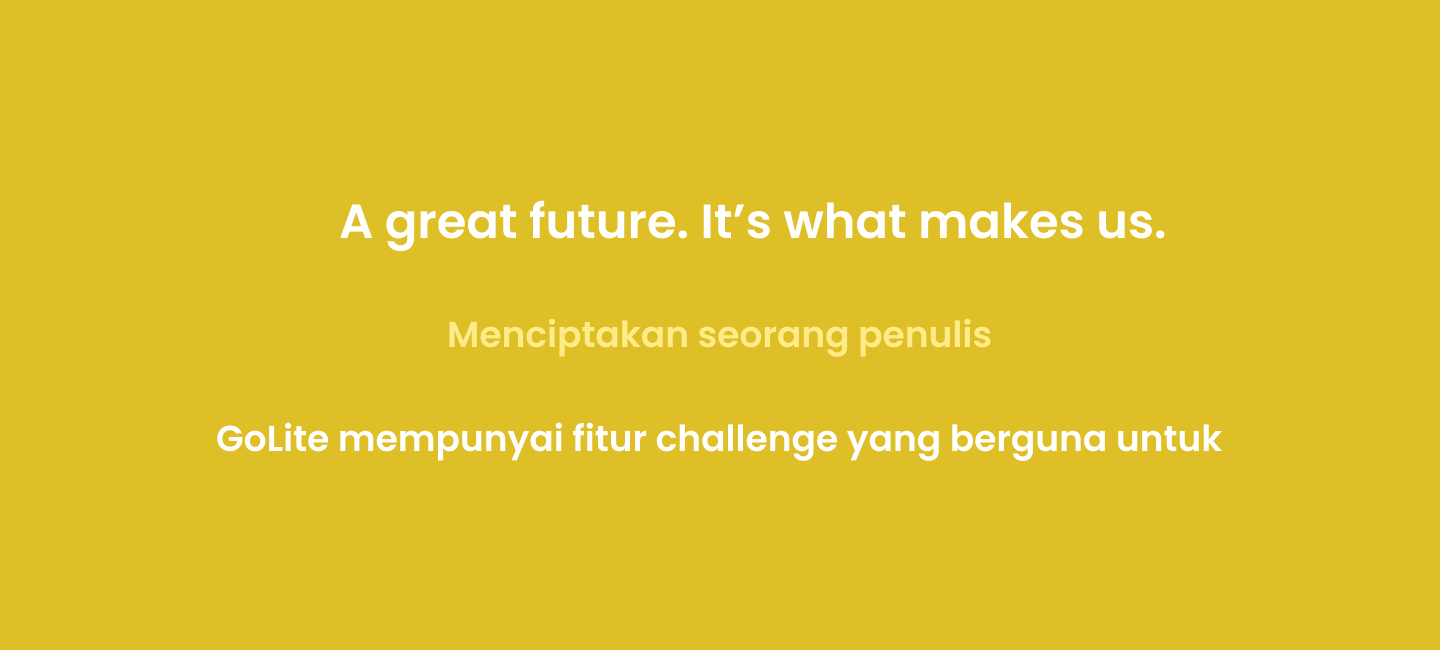 A great future. It’s what makes us.
Menciptakan seorang penulis
GoLite mempunyai fitur challenge yang berguna untuk